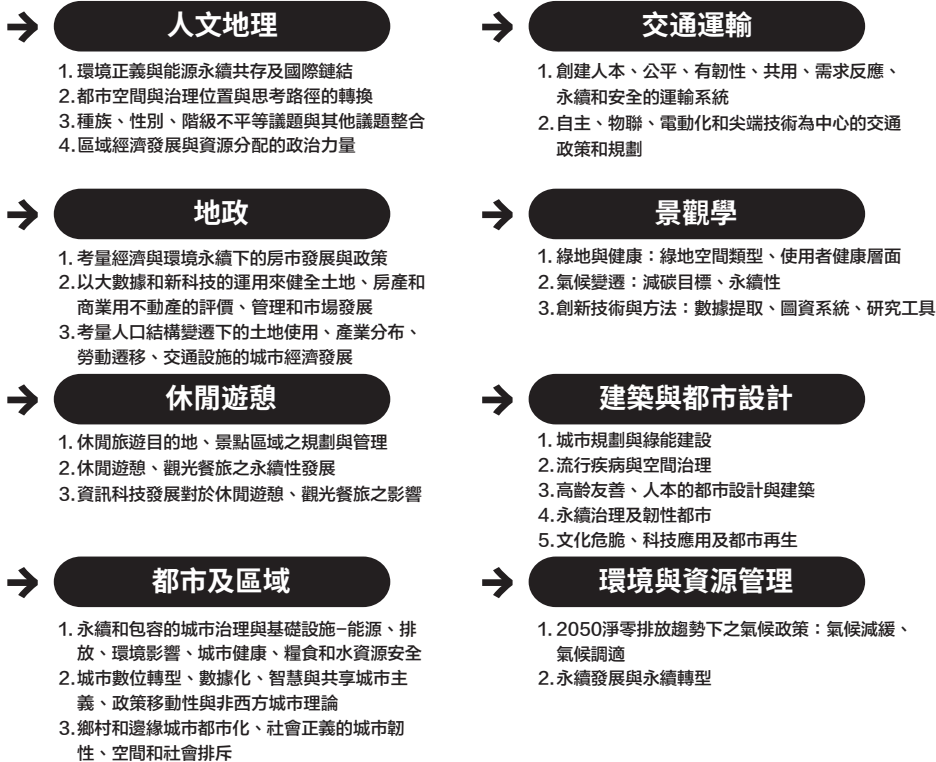 人文地理
1. 環境正義與能源永續共存及國際鏈結
2.都市空間與治理位置與思考路徑的轉換
3.種族、性別、階級不平等議題與其他議題整合
4.區域經濟發展與資源分配的政治力量
交通運輸
1. 創建人本、公平、有韌性、共用、需求反應、
永續和安全的運輸系統
2.自主、物聯、電動化和尖端技術為中心的交通
政策和規劃
地政
1. 考量經濟與環境永續下的房市發展與政策
2.以大數據和新科技的運用來健全土地、房產和
商業用不動產的評價、管理和市場發展
3.考量人口結構變遷下的土地使用、產業分布、
勞動遷移、交通設施的城市經濟發展
景觀學
1. 綠地與健康：綠地空間類型、使用者健康層面
2.氣候變遷：減碳目標、永續性
3.創新技術與方法：數據提取、圖資系統、研究工具
休閒遊憩
1. 休閒旅遊目的地、景點區域之規劃與管理
2.休閒遊憩、觀光餐旅之永續性發展
3.資訊科技發展對於休閒遊憩、觀光餐旅之影響
建築與都市設計
1. 城市規劃與綠能建設
2.流行疾病與空間治理
3.高齡友善、人本的都市設計與建築
4.永續治理及韌性都市
5.文化危脆、科技應用及都市再生
都市及區域
1. 永續和包容的城市治理與基礎設施–能源、排
放、環境影響、城市健康、糧食和水資源安全
2.城市數位轉型、數據化、智慧與共享城市主
義、政策移動性與非西方城市理論
3.鄉村和邊緣城市都市化、社會正義的城市韌
性、空間和社會排斥
環境與資源管理
1. 2050淨零排放趨勢下之氣候政策：氣候減緩、
氣候調適
2.永續發展與永續轉型